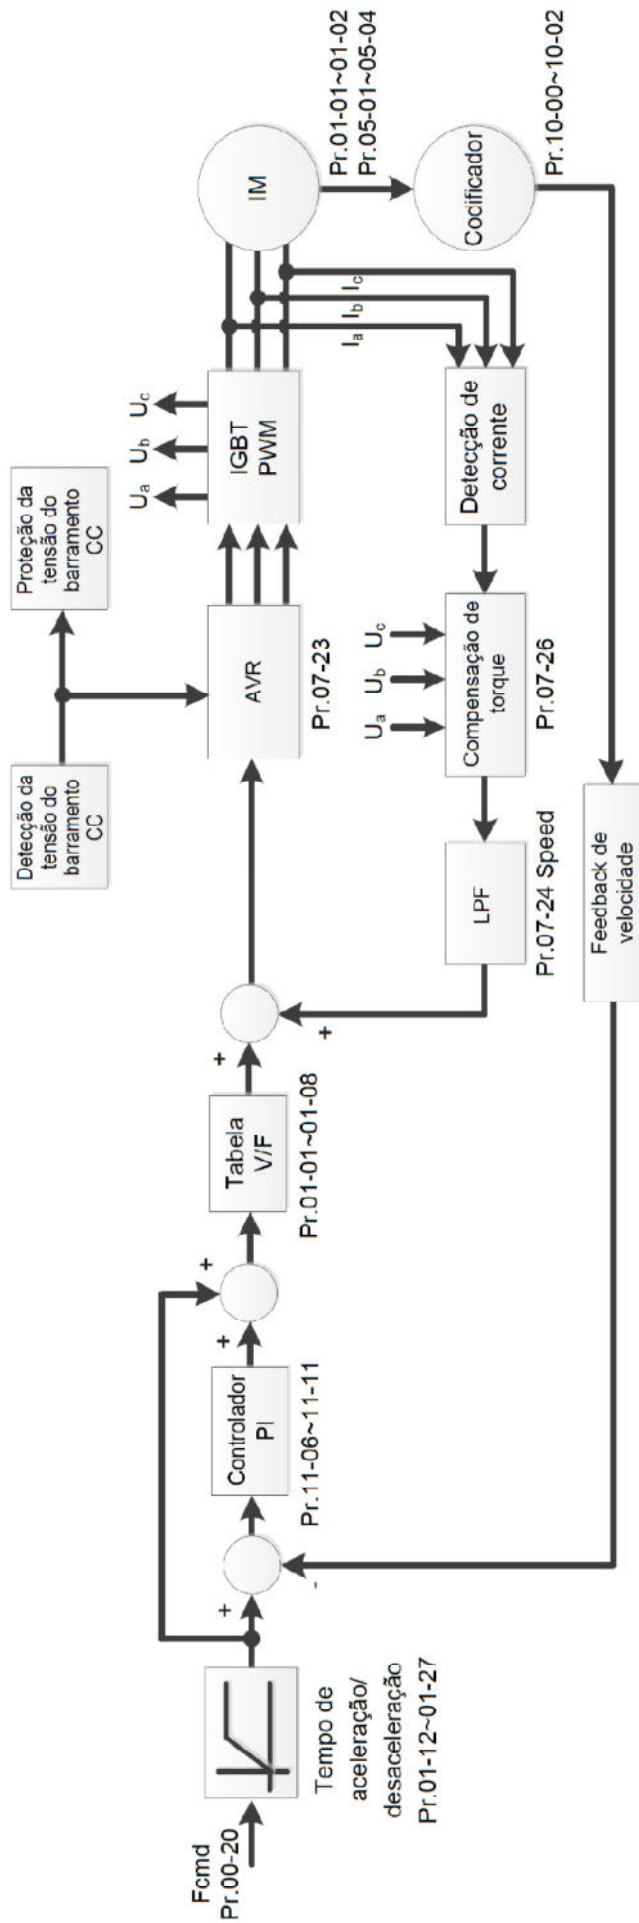 Fcmd
Pr.00-20
Tempo de
aceleração/
desaceleração
Pr.01-12~01-27
+
-
Controlador
PI
Pr.11-06~11-11
+
+
Tabela
V/F
Pr.01-01~01-08
+
+
Detecção da
tensão do
barramento
CC
Proteção da
tensão do
barramento
CC
AVR
Pr.07-23
IGBT
PWM
Ua
Ub
Uc
IM
Pr.01-01~01-02
Pr.05-01~05-04
Ia
Ib
Ic
Detecção de
corrente
Ua
Ub
Uc
Compensação de
torque
Pr.07-26
LPF
Pr.07-24 Speed
Codificador
Pr.10-00~10-02
Feedback de
velocidade